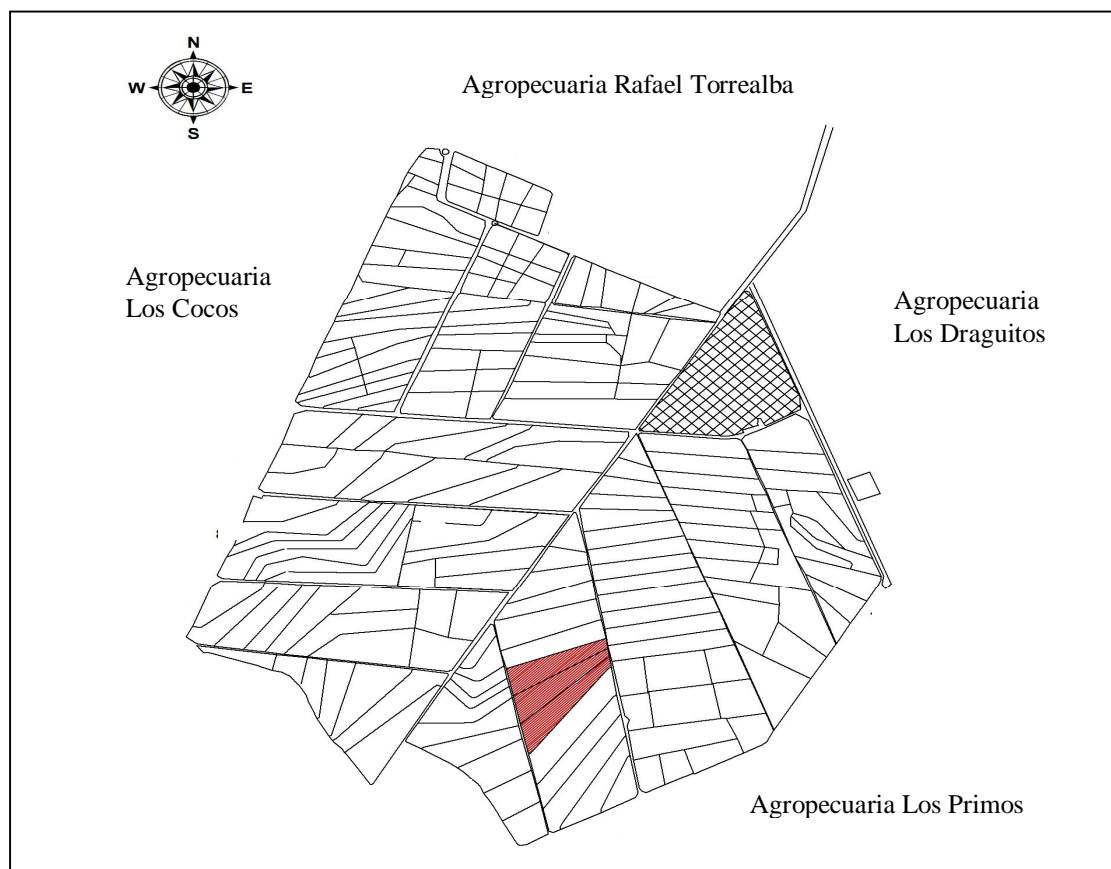 N
W E
S
Agropecuaria Rafael Torrealba
Agropecuaria
Los Cocos
Agropecuaria
Los Draguitos
Agropecuaria Los Primos